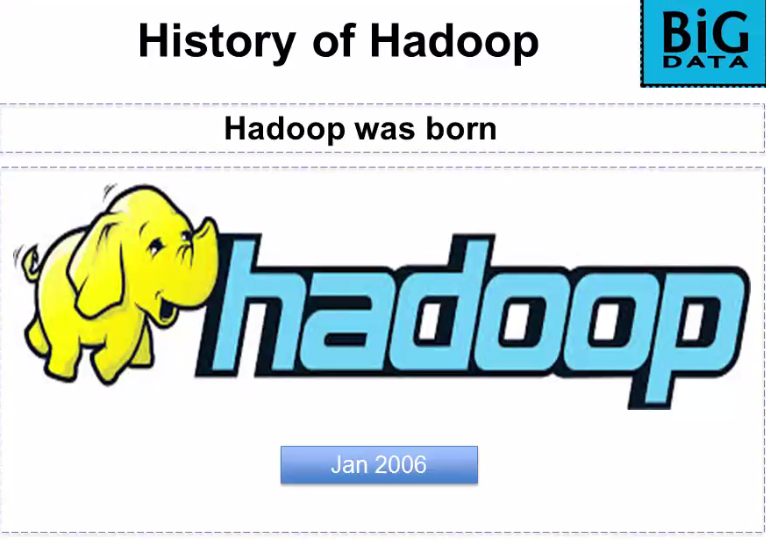 History of Hadoop
BiG
DATA
Hadoop was born
hadoop
Jan 2006